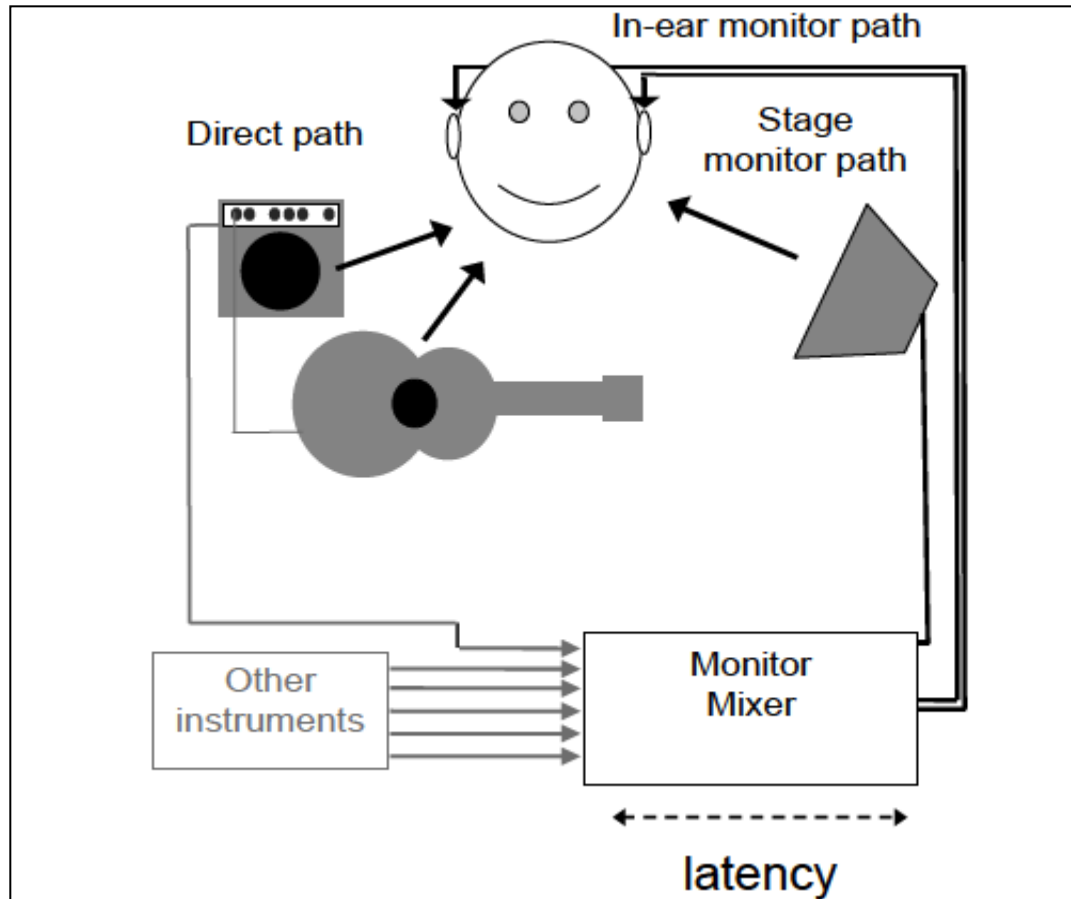 In-ear monitor path
Direct path
Stage
monitor path
Other
instruments
Monitor
Mixer
latency